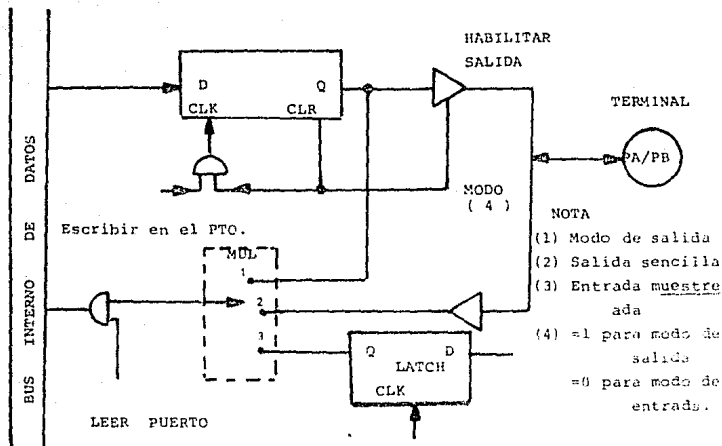 HABILITAR
SALIDA
D Q
CLK CLR
TERMINAL
PA/PB
MODO
( 4 )
BUS INTERNO DE DATOS
Escribir en el PTO.
MUL
1
2
3
Q D
LATCH
CLK
LEER PUERTO
NOTA
(1) Modo de salida
(2) Salida sencilla
(3) Entrada muestre
ada
(4) =1 para modo de
salida
=0 para modo de
entrada.